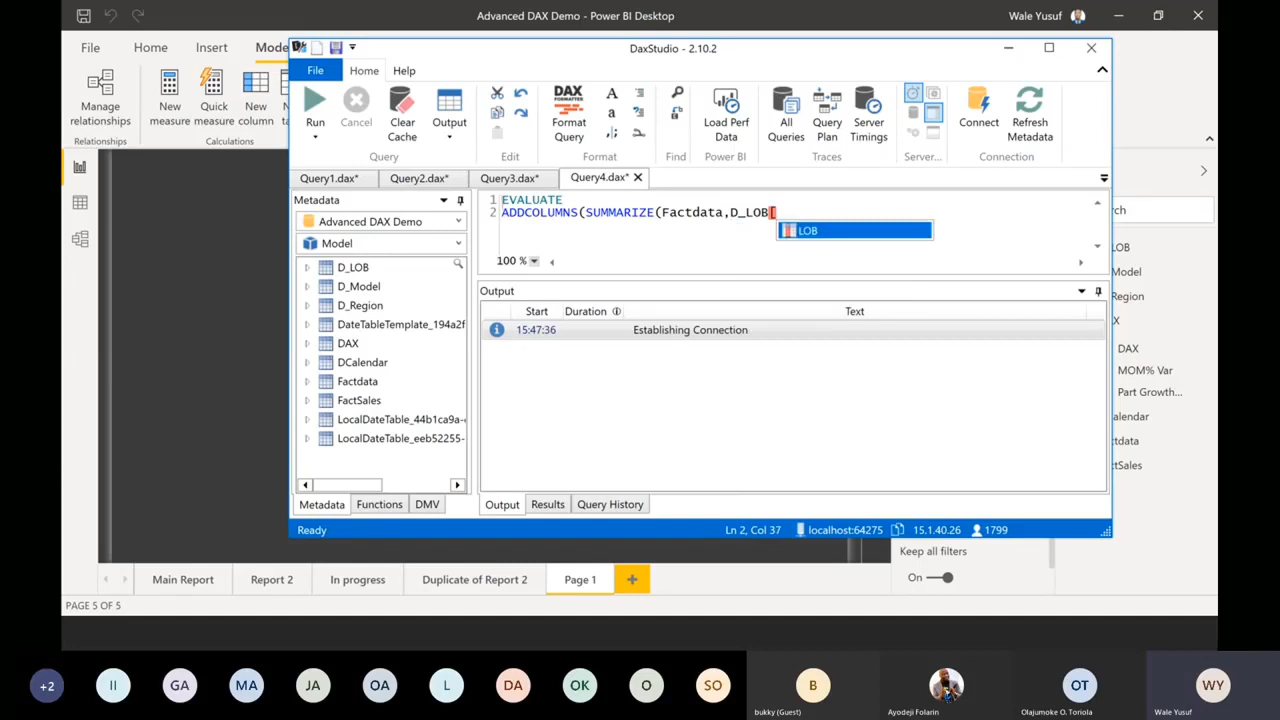 Advanced DAX Demo - Power BI Desktop
Wale Yusuf
File
Home
Insert
Mode
Manage
relationships
New
measure
Quick
measure
New
column
Relationships
Calculations
DaxStudio - 2.10.2
File
Home
Help
Run
Cancel
Clear
Cache
Output
DAX
FORMATTER
Format
Query
Load Perf
Data
All
Queries
Query
Plan
Server
Timings
Connect
Refresh
Metadata
Query
Edit
Format
Find
Power BI
Traces
Server...
Connection
Query1.dax*
Query2.dax*
Query3.dax*
Query4.dax*
Metadata
Advanced DAX Demo
Model
D_LOB
D_Model
D_Region
DateTableTemplate_194a2f
DAX
DCalendar
Factdata
FactSales
LocalDateTable_44b1ca9a-
LocalDateTable_eeb52255-
Metadata
Functions
DMV
1 EVALUATE
2 ADDCOLUMNS(SUMMARIZE(Factdata,D_LOB[
LOB
100 %
Output
Start
Duration
Text
15:47:36
Establishing Connection
Output
Results
Query History
Ready
Ln 2, Col 37
localhost:64275
15.1.40.26
1799
rch
OB
Model
egion
X
DAX
MOM% Var
Part Growth...
alendar
tdata
tSales
Keep all filters
On
Main Report
Report 2
In progress
Duplicate of Report 2
Page 1
PAGE 5 OF 5
+2
II
GA
MA
JA
OA
L
DA
OK
O
SO
B
OT
WY
bukky (Guest)
Ayodeji Folarin
Olajumoke O. Toriola
Wale Yusuf